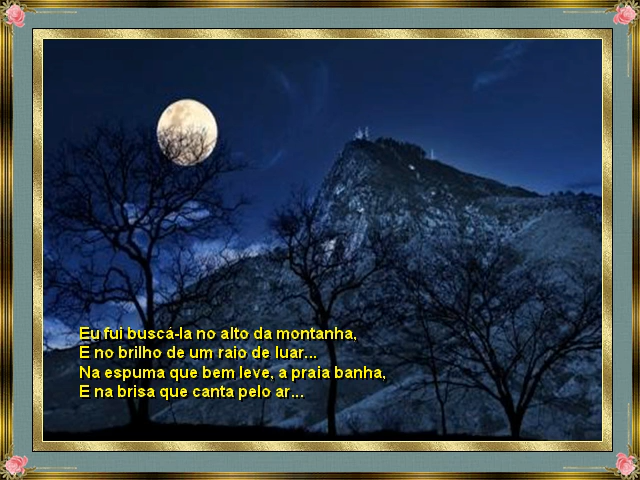 Eu fui buscá-la no alto da montanha,
E no brilho de um raio de luar...
Na espuma que bem leve, a praia banha,
E na brisa que canta pelo ar...